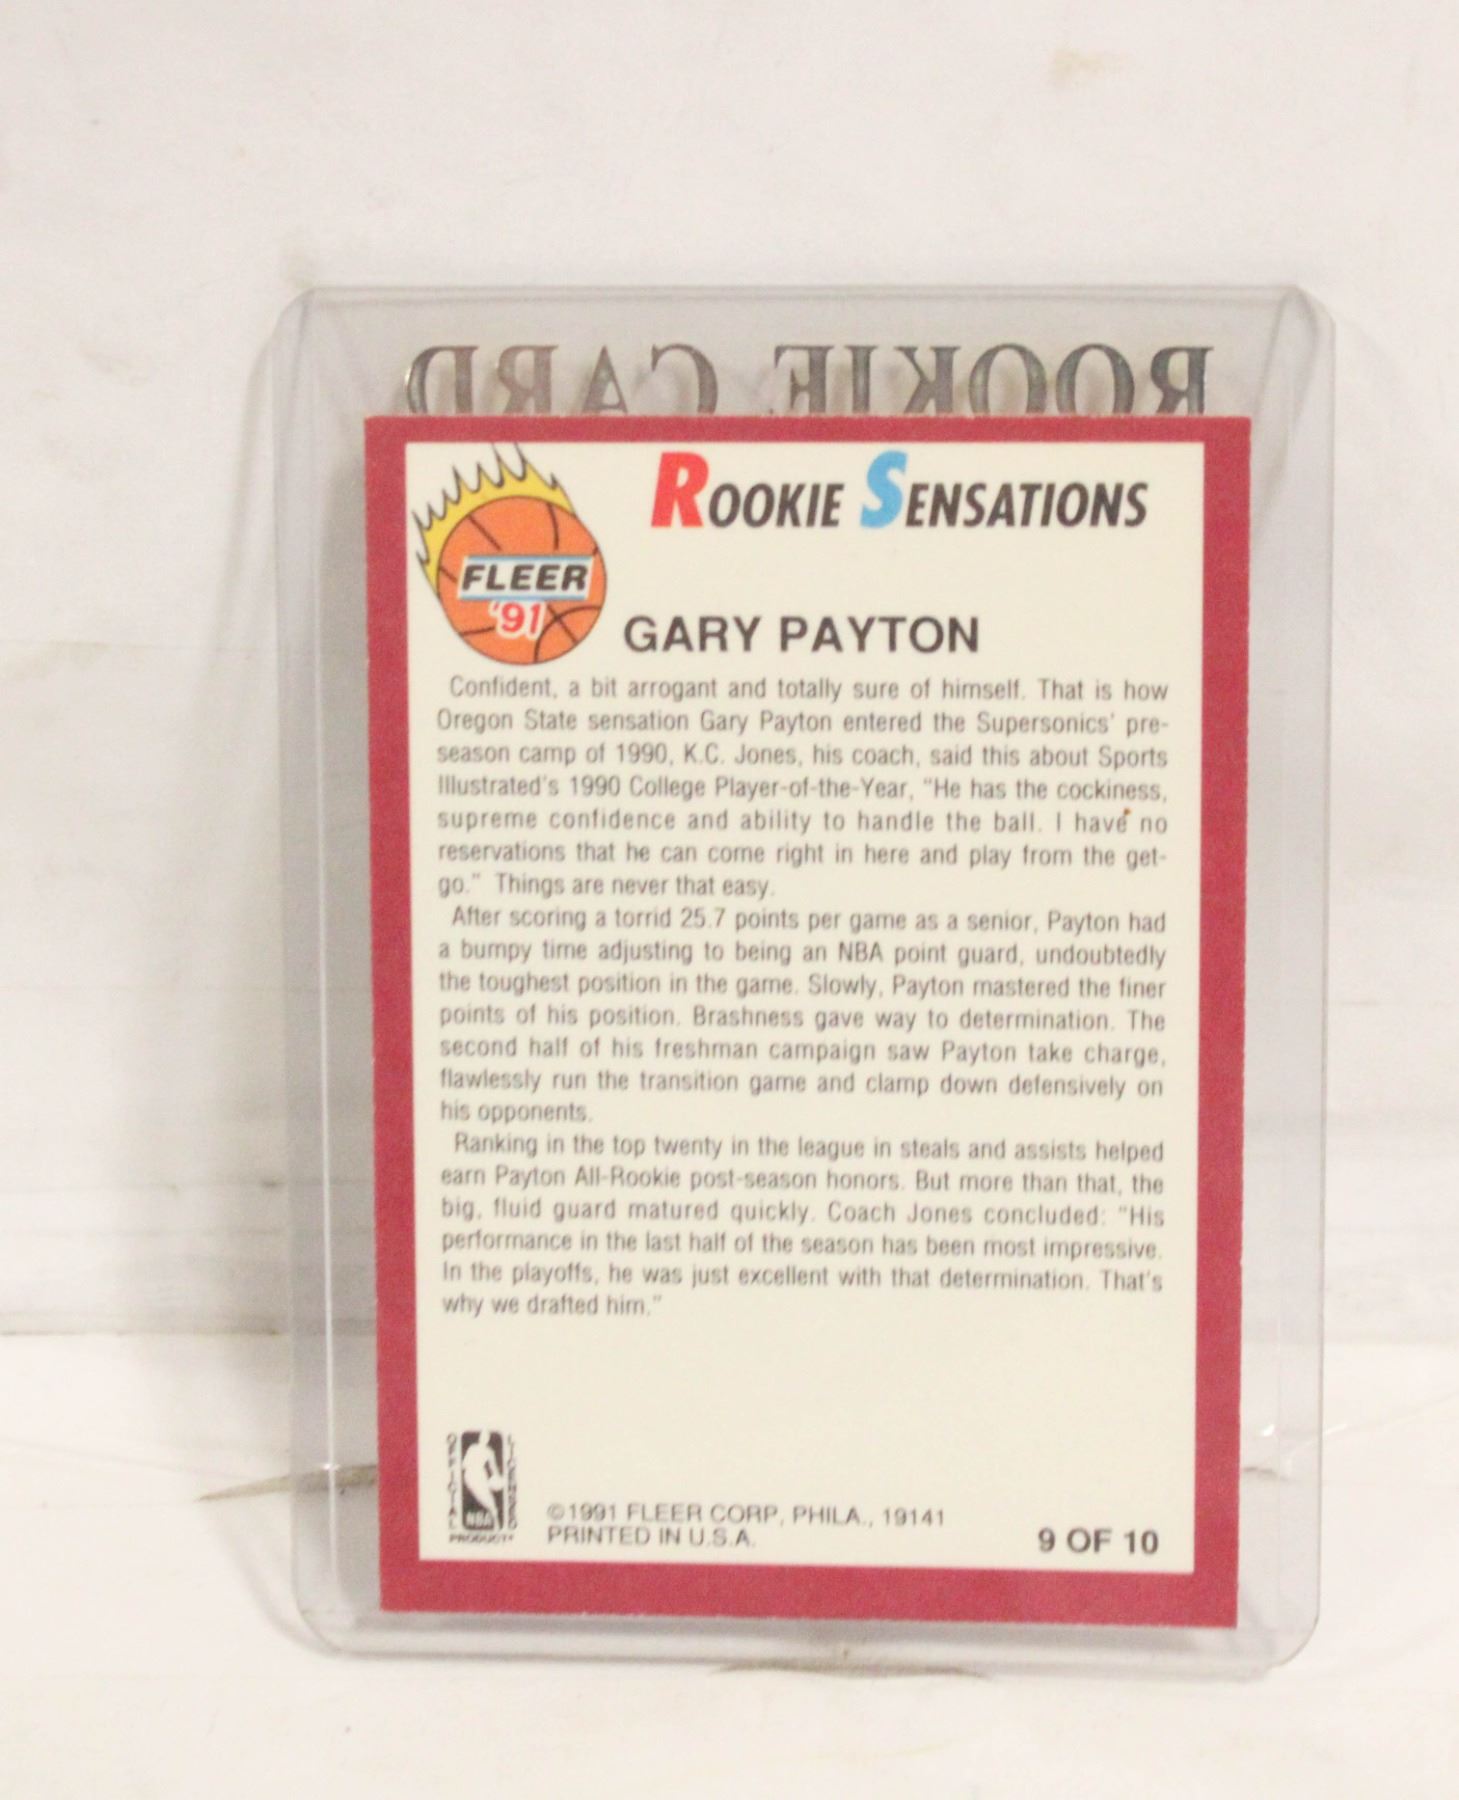 ROOKIE CARD
ROOKIE SENSATIONS
FLEER
'91
GARY PAYTON
Confident, a bit arrogant and totally sure of himself. That is how
Oregon State sensation Gary Payton entered the Supersonics' pre-
season camp of 1990, K.C. Jones, his coach, said this about Sports
Illustrated's 1990 College Player-of-the-Year, "He has the cockiness,
supreme confidence and ability to handle the ball. I have no
reservations that he can come right in here and play from the get-
go." Things are never that easy.
After scoring a torrid 25.7 points per game as a senior, Payton had
a bumpy time adjusting to being an NBA point guard, undoubtedly
the toughest position in the game. Slowly, Payton mastered the finer
points of his position. Brashness gave way to determination. The
second half of his freshman campaign saw Payton take charge,
flawlessly run the transition game and clamp down defensively on
his opponents.
Ranking in the top twenty in the league in steals and assists helped
earn Payton All-Rookie post-season honors. But more than that, the
big, fluid guard matured quickly. Coach Jones concluded: "His
performance in the last half of the season has been most impressive.
In the playoffs, he was just excellent with that determination. That's
why we drafted him."
OFFICIAL
LICENSED
NBA
PRODUCT
©1991 FLEER CORP., PHILA., 19141
PRINTED IN U.S.A.
9 OF 10